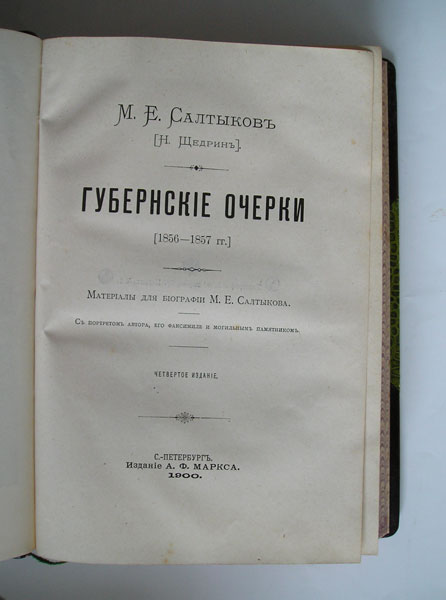 М. Е. Салтыковъ
[Н. Щедринъ].
ГУБЕРНСКІЕ ОЧЕРКИ
[1856—1857 гг.]
Матеріалы для біографіи М. Е. Салтыкова.
Съ портретомъ автора, его факсимиле и могильнымъ памятникомъ.
ЧЕТВЕРТОЕ ИЗДАНІЕ.
С.-ПЕТЕРБУРГЪ.
Изданіе А. Ф. МАРКСА.
1900.